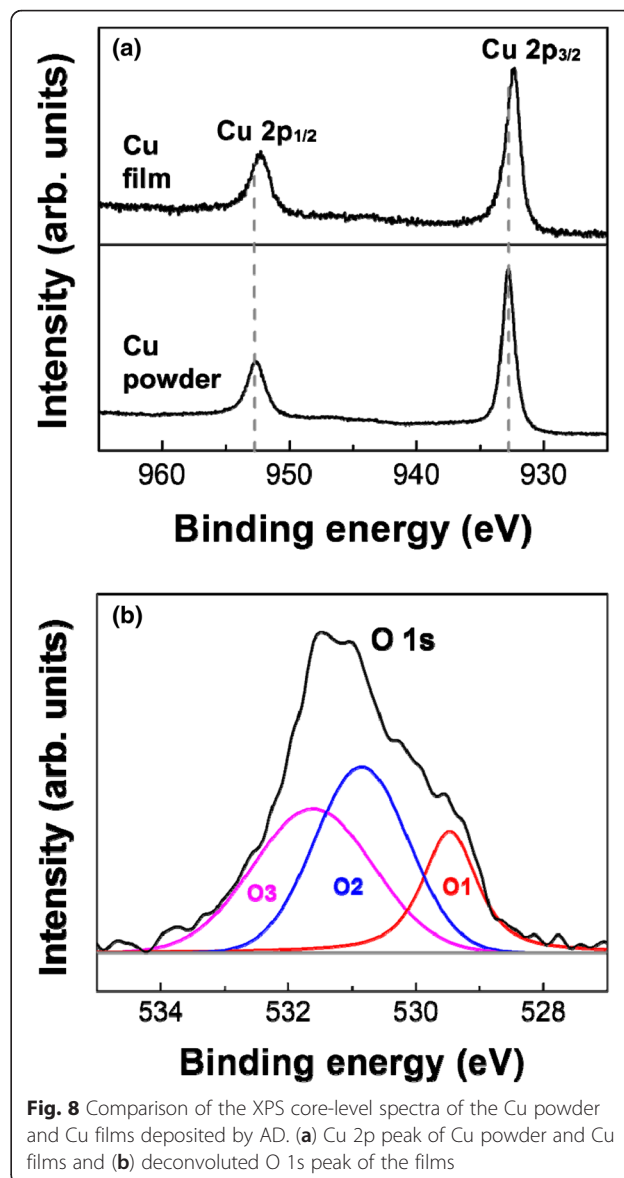 (a)
Cu 2p3/2
Cu 2p1/2
Cu
film
Cu
powder
Intensity (arb. units)
960 950 940 930
Binding energy (eV)
(b)
O 1s
O3 O2 O1
Intensity (arb. units)
534 532 530 528
Binding energy (eV)
Fig. 8 Comparison of the XPS core-level spectra of the Cu powder
and Cu films deposited by AD. (a) Cu 2p peak of Cu powder and Cu
films and (b) deconvoluted O 1s peak of the films